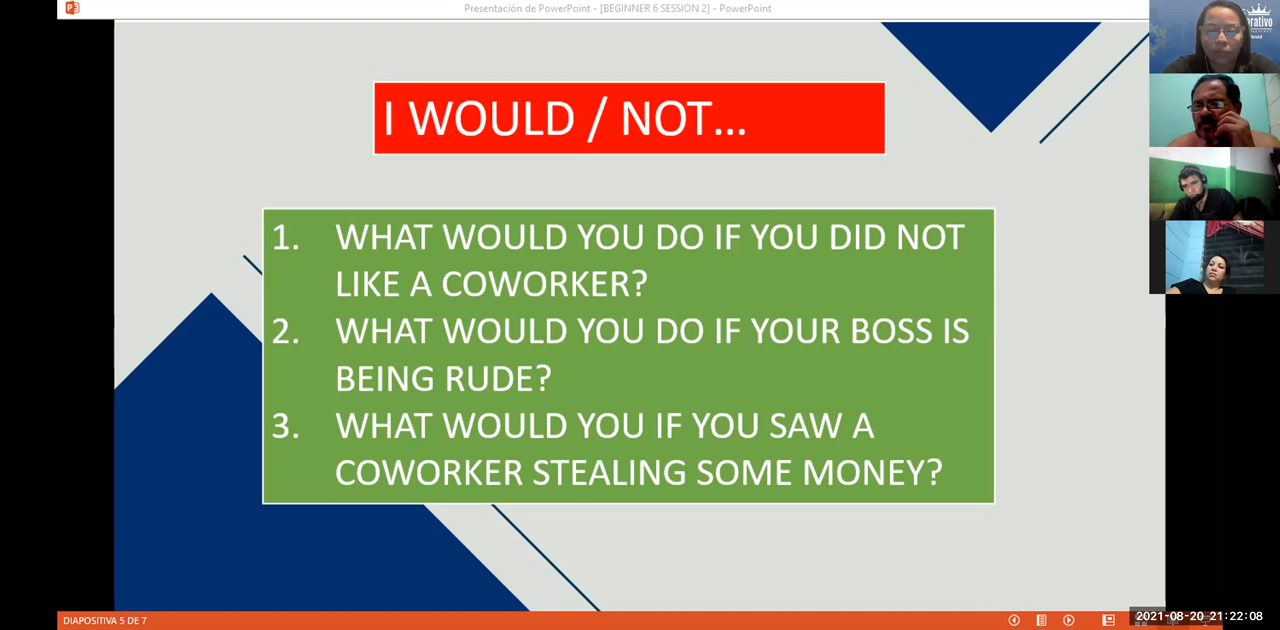 Presentación de PowerPoint - [BEGINNER 6 SESSION 2] - PowerPoint
I WOULD / NOT...
1. WHAT WOULD YOU DO IF YOU DID NOT
LIKE A COWORKER?
2. WHAT WOULD YOU DO IF YOUR BOSS IS
BEING RUDE?
3. WHAT WOULD YOU IF YOU SAW A
COWORKER STEALING SOME MONEY?
DIAPOSITIVA 5 DE 7
2021-08-20 21:22:08